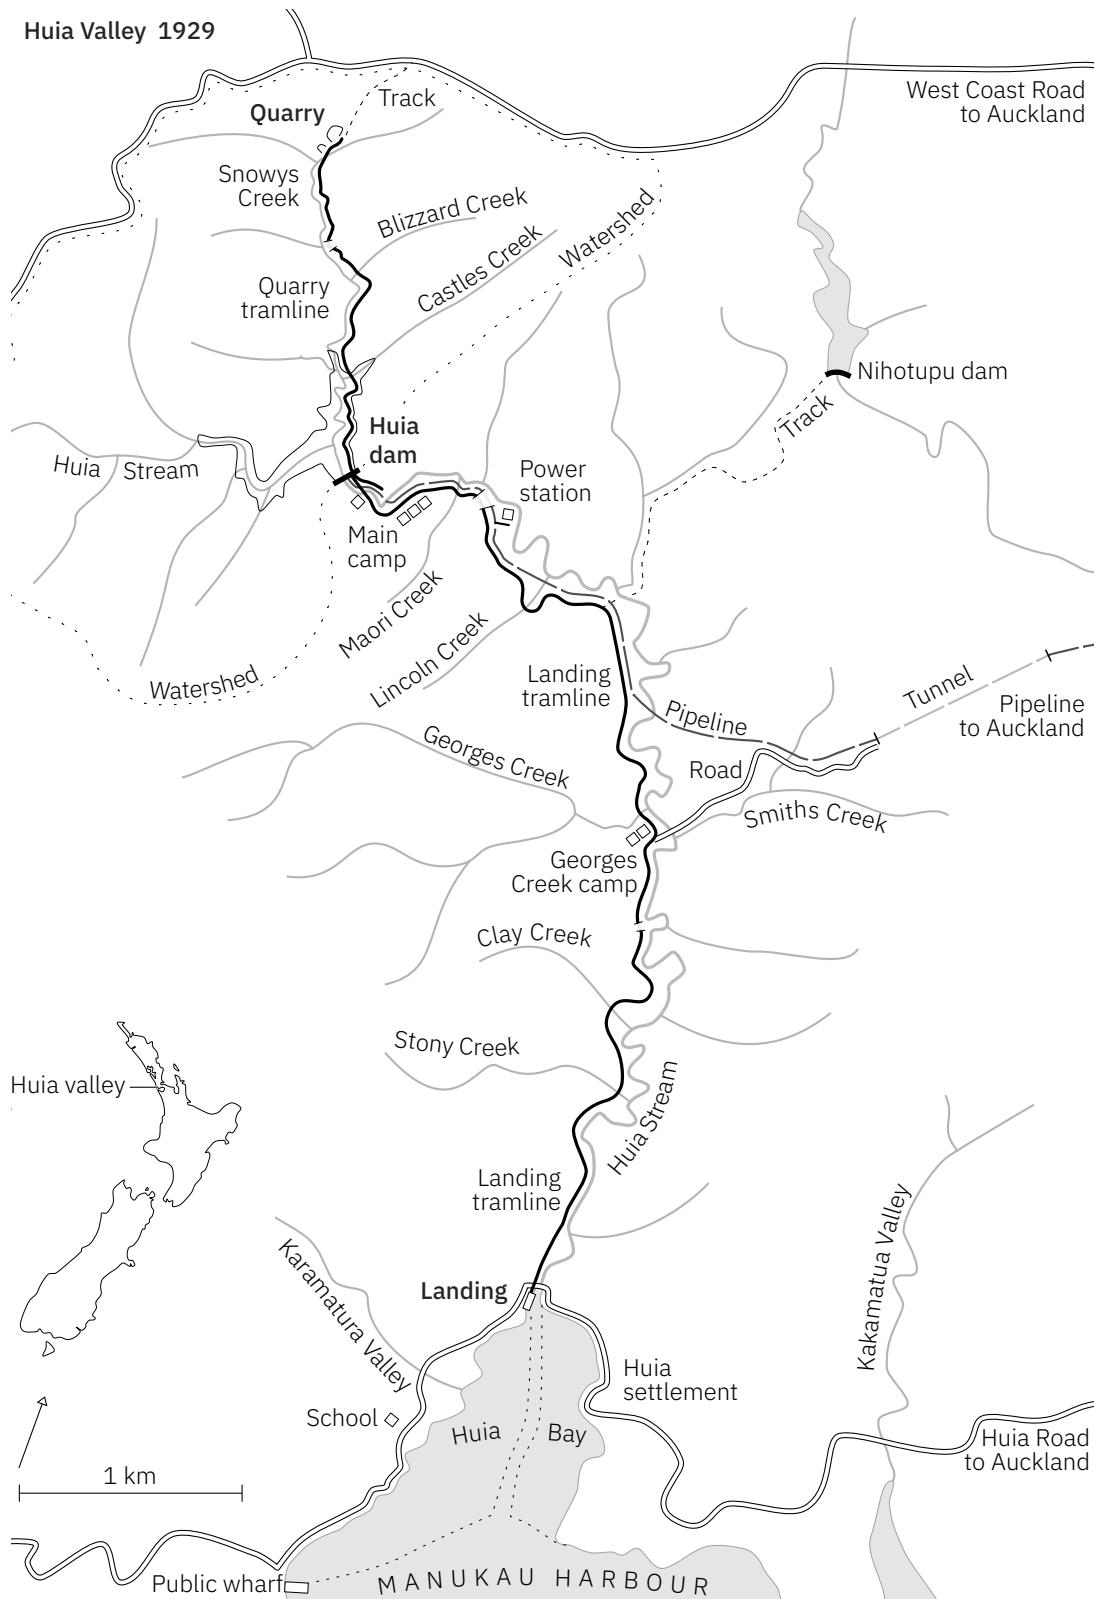 Huia Valley 1929
West Coast Road
to Auckland
Track
Quarry
Snowys
Creek
Blizzard Creek
Castles Creek
Watershed
Quarry
tramline
Nihotupu dam
Track
Huia
dam
Huia Stream
Power
station
Main
camp
Maori Creek
Lincoln Creek
Watershed
Landing
tramline
Tunnel
Pipeline
Pipeline
to Auckland
Georges Creek
Road
Smiths Creek
Georges
Creek camp
Clay Creek
Stony Creek
Huia valley
Huia Stream
Landing
tramline
Kakamatua Valley
Karamatura Valley
Landing
Huia
settlement
School
Huia Bay
Huia Road
to Auckland
1 km
Public wharf
MANUKAU HARBOUR